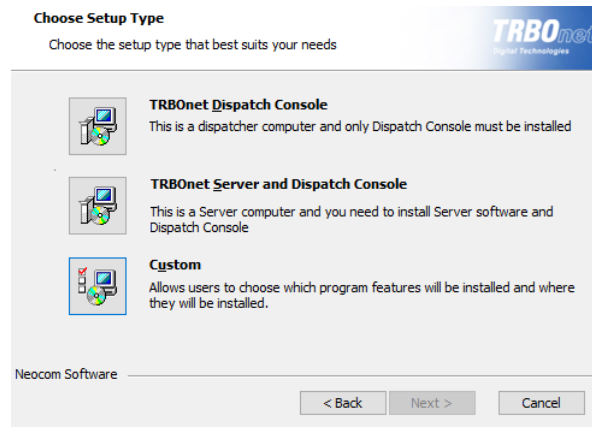 Choose Setup Type
Choose the setup type that best suits your needs
TRBOnet
Digital Technologies
TRBOnet Dispatch Console
This is a dispatcher computer and only Dispatch Console must be installed
TRBOnet Server and Dispatch Console
This is a Server computer and you need to install Server software and
Dispatch Console
Custom
Allows users to choose which program features will be installed and where
they will be installed.
Neocom Software
< Back
Next >
Cancel